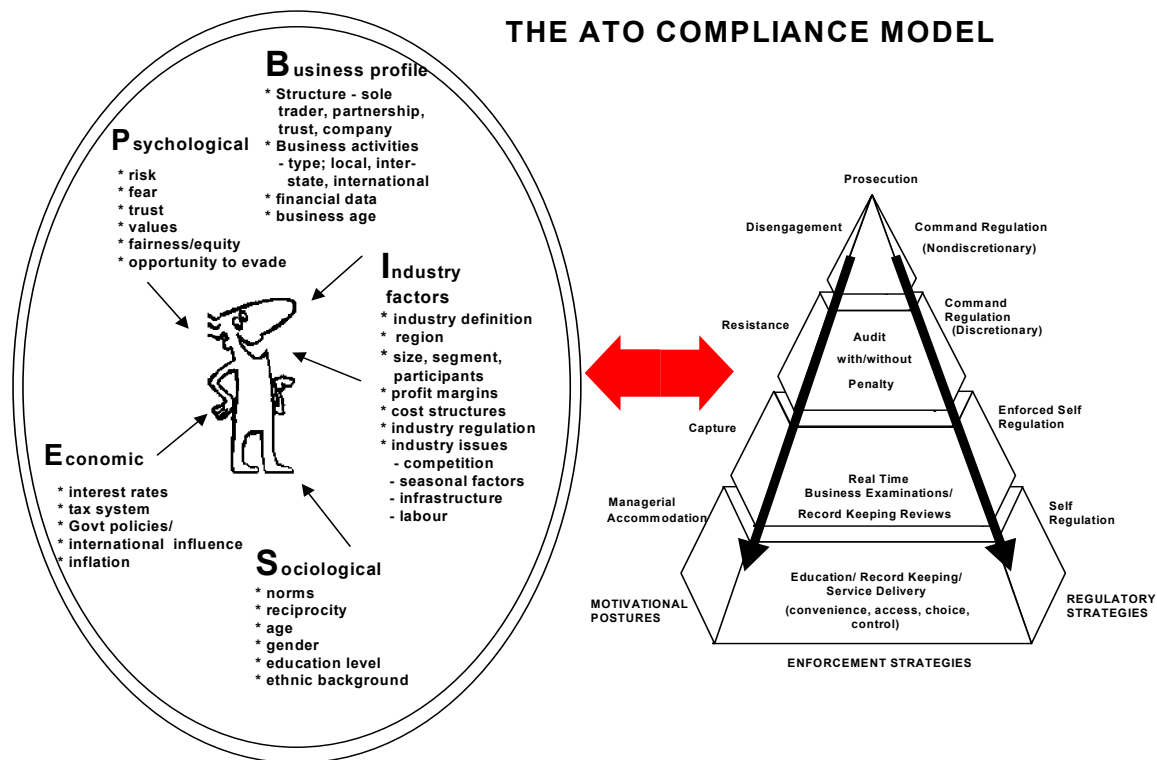 THE ATO COMPLIANCE MODEL
Business profile
* Structure - sole
trader, partnership,
trust, company
* Business activities
- type; local, inter-
state, international
* financial data
* business age
Psychological
* risk
* fear
* trust
* values
* fairness/equity
* opportunity to evade
Industry
factors
* industry definition
* region
* size, segment,
participants
* profit margins
* cost structures
* industry regulation
* industry issues
- competition
- seasonal factors
- infrastructure
- labour
Economic
* interest rates
* tax system
* Govt policies/
* international influence
* inflation
Sociological
* norms
* reciprocity
* age
* gender
* education level
* ethnic background
Prosecution
Disengagement
Command Regulation
(Nondiscretionary)
Resistance
Command
Regulation
(Discretionary)
Audit
with/without
Penalty
Capture
Enforced Self
Regulation
Real Time
Business Examinations/
Record Keeping Reviews
Managerial
Accommodation
Self
Regulation
Education/ Record Keeping/
Service Delivery
(convenience, access, choice,
control)
MOTIVATIONAL
POSTURES
REGULATORY
STRATEGIES
ENFORCEMENT STRATEGIES